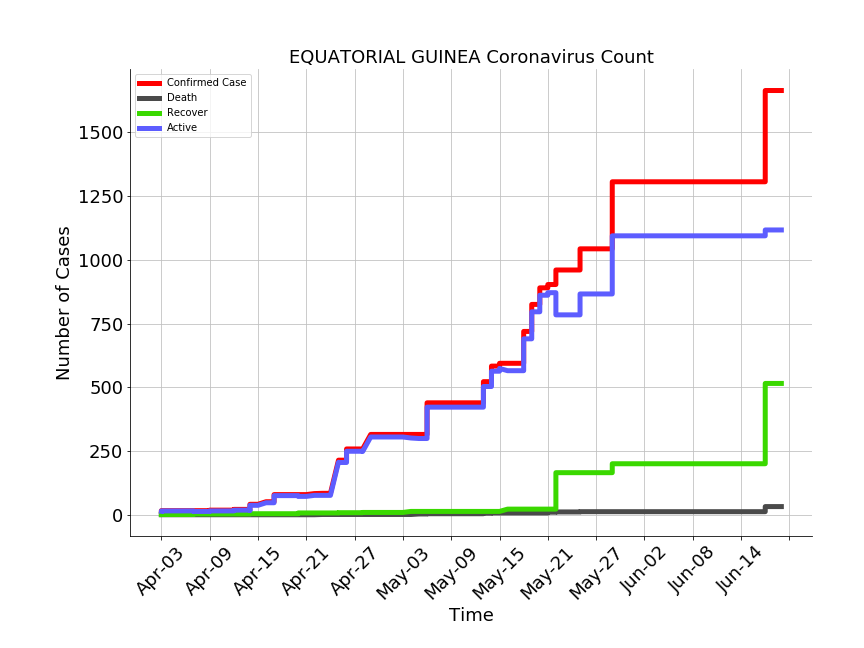 EQUATORIAL GUINEA Coronavirus Count
Confirmed Case
Death
Recover
Active
Number of Cases
1500
1250
1000
750
500
250
0
Apr-03
Apr-09
Apr-15
Apr-21
Apr-27
May-03
May-09
May-15
May-21
May-27
Jun-02
Jun-08
Jun-14
Time